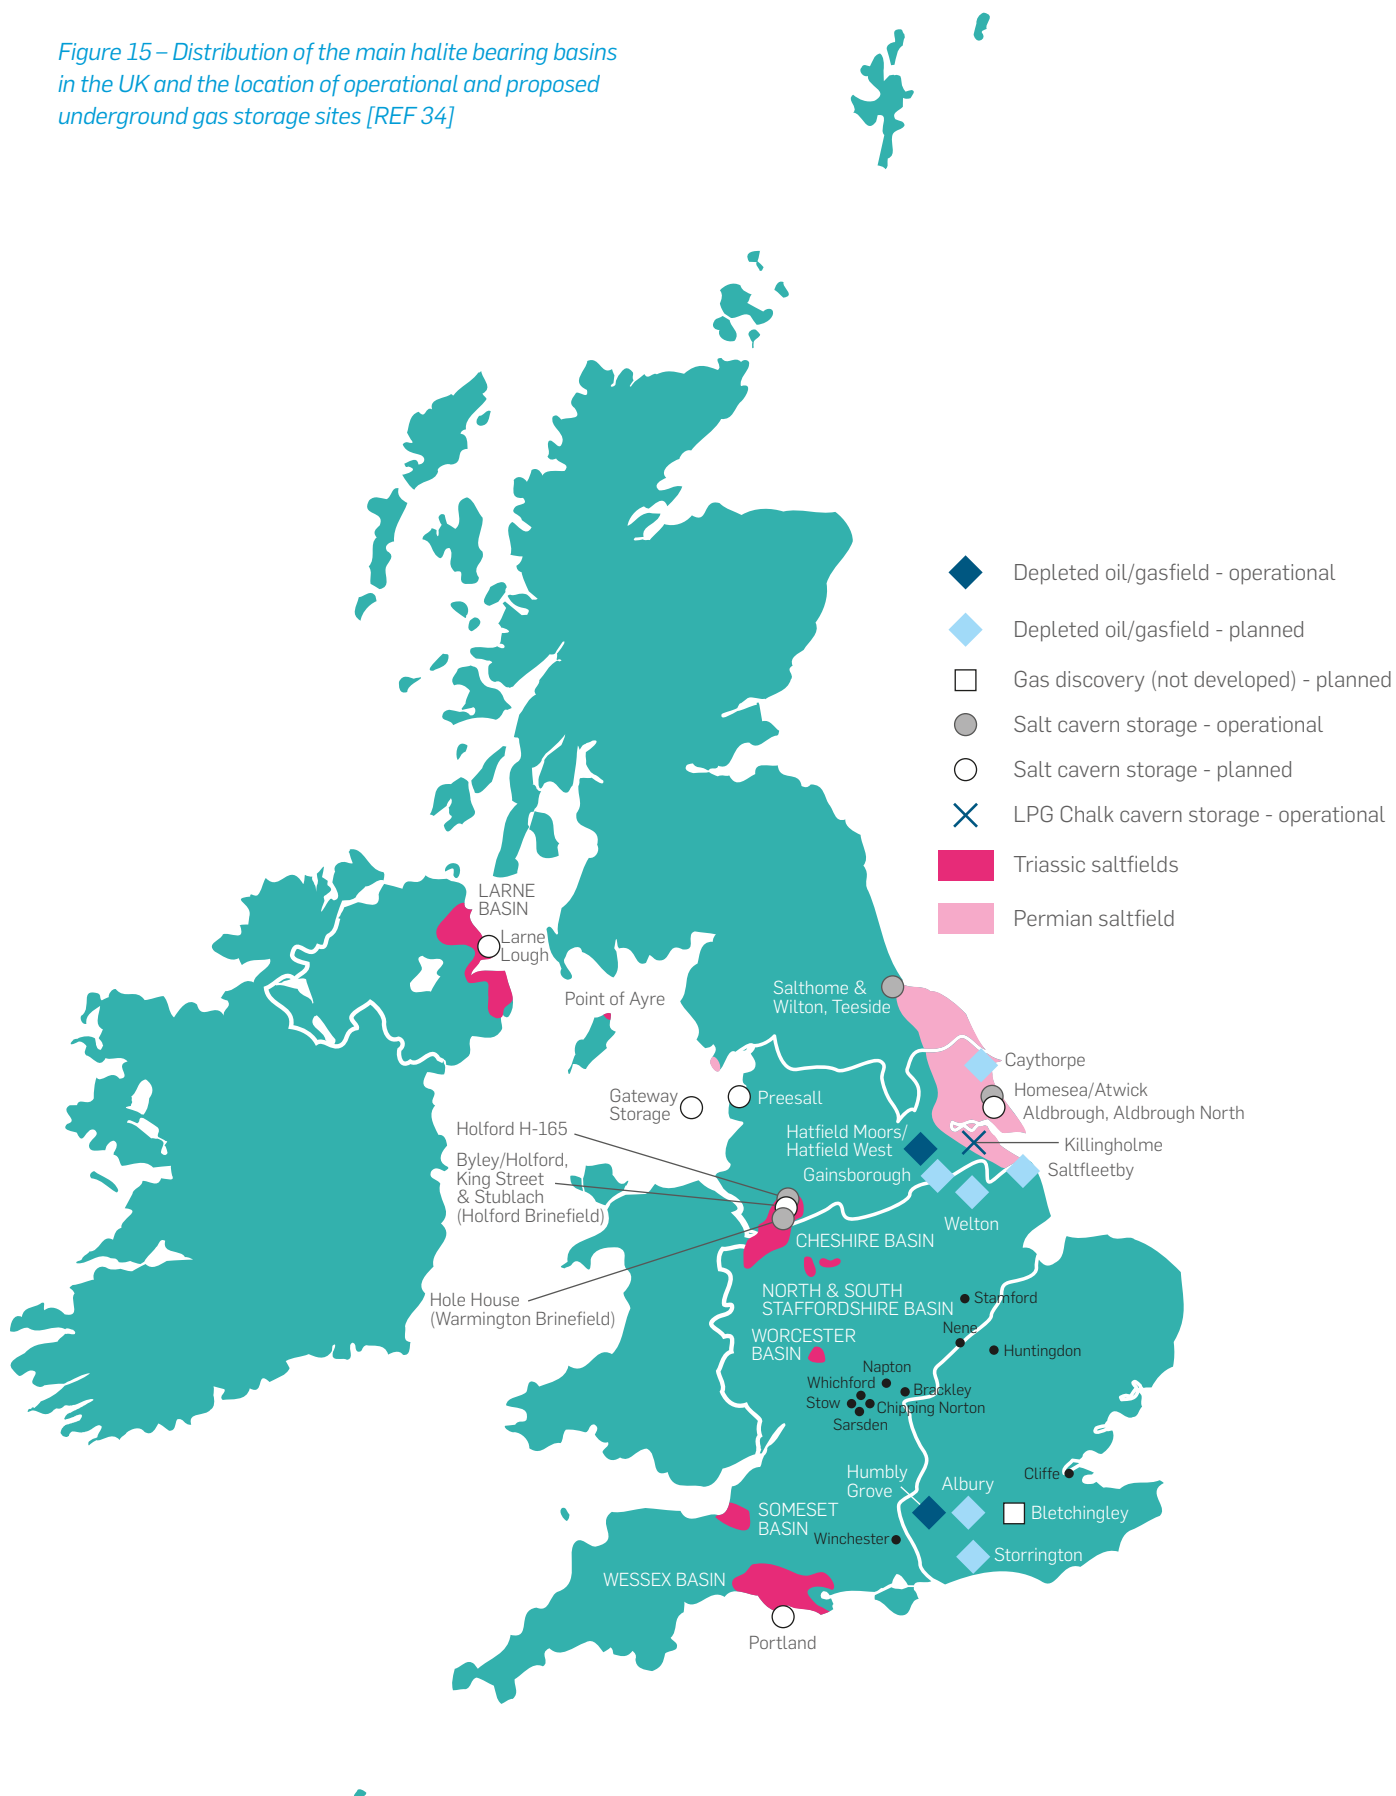 Figure 15 – Distribution of the main halite bearing basins
in the UK and the location of operational and proposed
underground gas storage sites [REF 34]
Depleted oil/gasfield - operational
Depleted oil/gasfield - planned
Gas discovery (not developed) - planned
Salt cavern storage - operational
Salt cavern storage - planned
LPG Chalk cavern storage - operational
Triassic saltfields
Permian saltfield
LARNE
BASIN
Larne
Lough
Point of Ayre
Salthome &
Wilton, Teeside
Caythorpe
Homesea/Atwick
Aldbrough, Aldbrough North
Gateway
Storage
Preesall
Holford H-165
Hatfield Moors/
Hatfield West
Killingholme
Byley/Holford,
King Street
& Stublach
(Holford Brinefield)
Gainsborough
Saltfleetby
Welton
CHESHIRE BASIN
Hole House
(Warmington Brinefield)
NORTH & SOUTH
STAFFORDSHIRE BASIN
Stamford
Nene
WORCESTER
BASIN
Huntingdon
Napton
Whichford
Brackley
Stow
Chipping Norton
Sarsden
Humbly
Grove
Albury
Cliffe
SOMESET
BASIN
Bletchingley
Winchester
Storrington
WESSEX BASIN
Portland